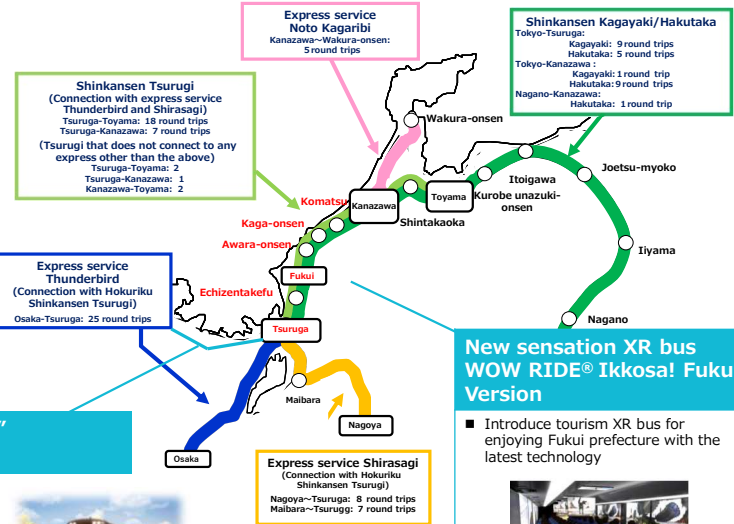 Express service
Noto Kagaribi
Kanazawa～Wakura-onsen:
5 round trips
Shinkansen Kagayaki/Hakutaka
Tokyo-Tsuruga:
Kagayaki: 9 round trips
Hakutaka: 5 round trips
Tokyo-Kanazawa :
Kagayaki: 1 round trip
Hakutaka: 9 round trips
Nagano-Kanazawa:
Hakutaka: 1 round trip
Shinkansen Tsurugi
(Connection with express service
Thunderbird and Shirasagi)
Tsuruga-Toyama: 18 round trips
Tsuruga-Kanazawa: 7 round trips
(Tsurugi that does not connect to any
express other than the above)
Tsuruga-Toyama: 2
Tsuruga-Kanazawa: 1
Kanazawa-Toyama: 2
Wakura-onsen
Itoigawa
Joetsu-myoko
Komatsu
Kanazawa
Toyama
Kurobe unazuki-
onsen
Shintakaoka
Kaga-onsen
Awara-onsen
Iiyama
Express service
Thunderbird
(Connection with Hokuriku
Shinkansen Tsurugi)
Osaka-Tsuruga: 25 round trips
Fukui
Echizentakefu
Nagano
Tsuruga
New sensation XR bus
WOW RIDE® Ikkosa! Fuku
Version
Maibara
Nagoya
Introduce tourism XR bus for
enjoying Fukui prefecture with the
latest technology
”
Osaka
Express service Shirasagi
(Connection with Hokuriku
Shinkansen Tsurugi)
Nagoya～Tsuruga: 8 round trips
Maibara～Tsurugg: 7 round trips